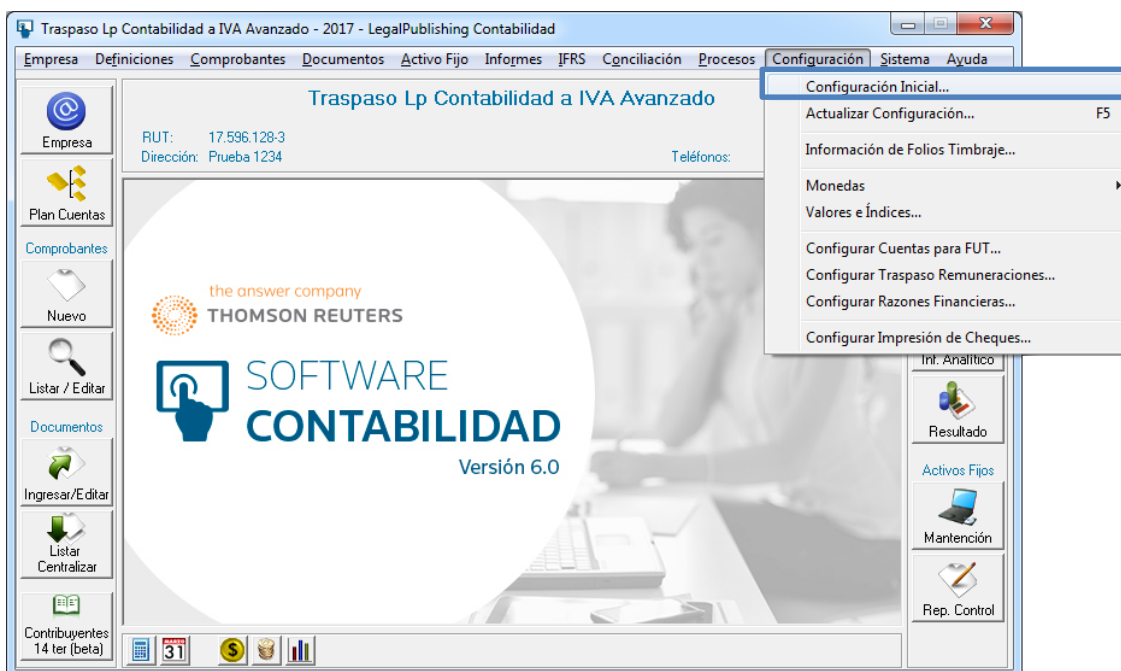 Traspaso Lp Contabilidad a IVA Avanzado - 2017 - LegalPublishing Contabilidad
Empresa Definiciones Comprobantes Documentos Activo Fijo Informes IFRS Conciliación Procesos Configuración Sistema Ayuda
Traspaso Lp Contabilidad a IVA Avanzado
RUT: 17.596.128-3
Dirección: Prueba 1234
Teléfonos:
Configuración Inicial...
Actualizar Configuración... F5
Información de Folios Timbraje...
Monedas
Valores e Índices...
Configurar Cuentas para FUT...
Configurar Traspaso Remuneraciones...
Configurar Razones Financieras...
Configurar Impresión de Cheques...
Empresa
Plan Cuentas
Comprobantes
Nuevo
Listar / Editar
Documentos
Ingresar/Editar
Listar
Centralizar
Contribuyentes
14 ter (beta)
the answer company
THOMSON REUTERS
SOFTWARE
CONTABILIDAD
Versión 6.0
Inf. Analítico
Resultado
Activos Fijos
Mantención
Rep. Control
MARZO
31